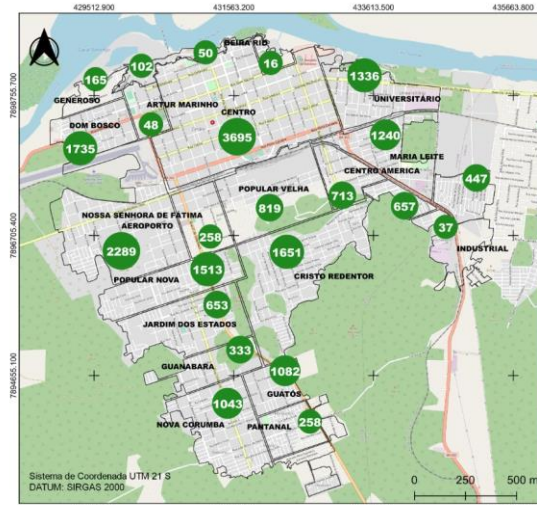 429512.900 431563.200 433613.500 435663.800
7898755.700
7896705.400
7894655.100
BEIRA RIO
50
102
16
165
1336
GENEROSO
ARTUR MARINHO
UNIVERSITÁRIO
DOM BOSCO
48
CENTRO
1735
3695
1240
MARIA LEITE
CENTRO AMERICA
447
POPULAR VELHA
713
819
657
NOSSA SENHORA DE FÁTIMA
AEROPORTO
258
37
2289
1651
INDUSTRIAL
1513
POPULAR NOVA
CRISTO REDENTOR
653
JARDIM DOS ESTADOS
333
GUANABARA
1082
GUATÓS
1043
258
NOVA CORUMBA
PANTANAL
Sistema de Coordenada UTM 21 S
DATUM: SIRGAS 2000
0 250 500 m